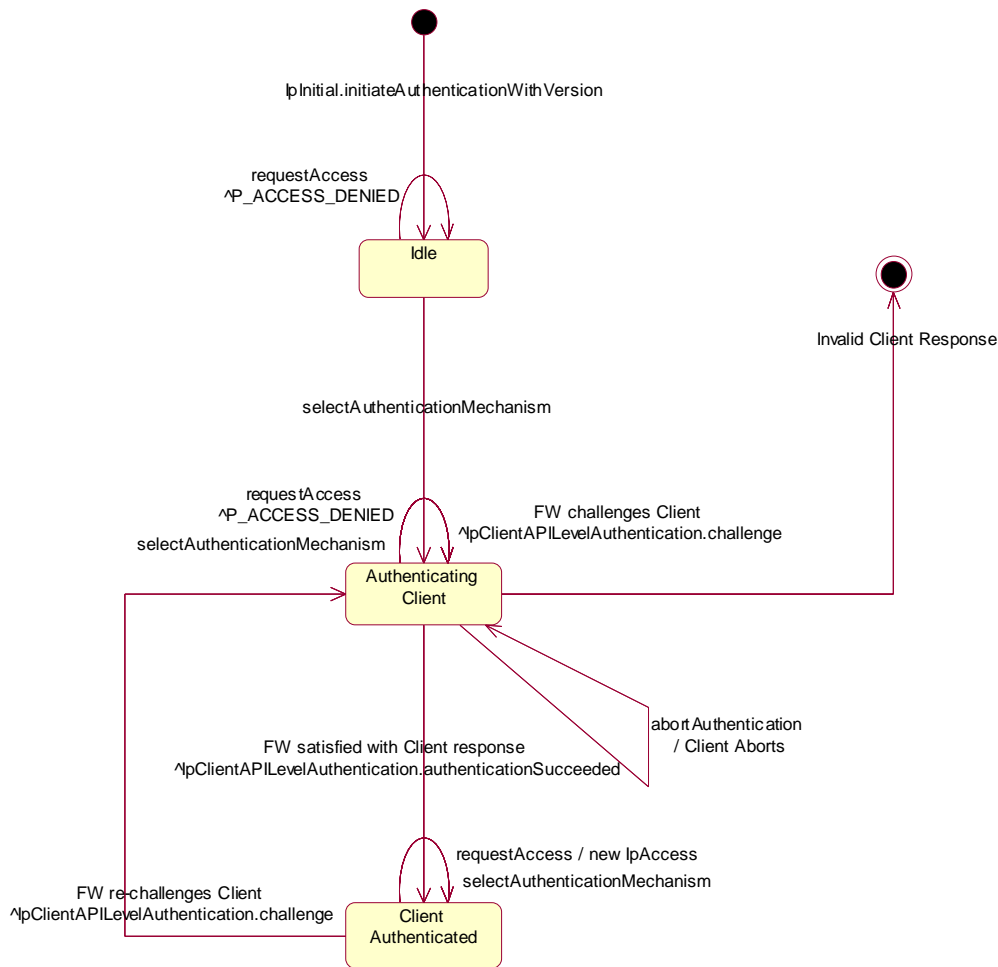 IpInitial.initiateAuthenticationWithVersion
requestAccess
^P_ACCESS_DENIED
Idle
Invalid Client Response
selectAuthenticationMechanism
requestAccess
^P_ACCESS_DENIED
selectAuthenticationMechanism
FW challenges Client
^IpClientAPILevelAuthentication.challenge
Authenticating
Client
abortAuthentication
/ Client Aborts
FW satisfied with Client response
^IpClientAPILevelAuthentication.authenticationSucceeded
requestAccess / new IpAccess
selectAuthenticationMechanism
FW re-challenges Client
^IpClientAPILevelAuthentication.challenge
Client
Authenticated